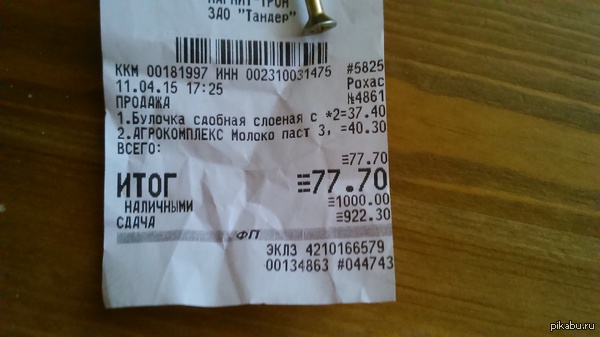 ЗАО "Тандер"
ККМ 00181997 ИНН 002310031475 #5825
11.04.15 17:25 Рохас
ПРОДАЖА №4861
1.Булочка сдобная слоеная с *2=37.40
2.АГРОКОМПЛЕКС Молоко паст 3, =40.30
ВСЕГО:
≡77.70
ИТОГ ≡77.70
НАЛИЧНЫМИ ≡1000.00
СДАЧА ≡922.30
ФП
ЭКЛЗ 4210166579
00134863 #044743
pikabu.ru